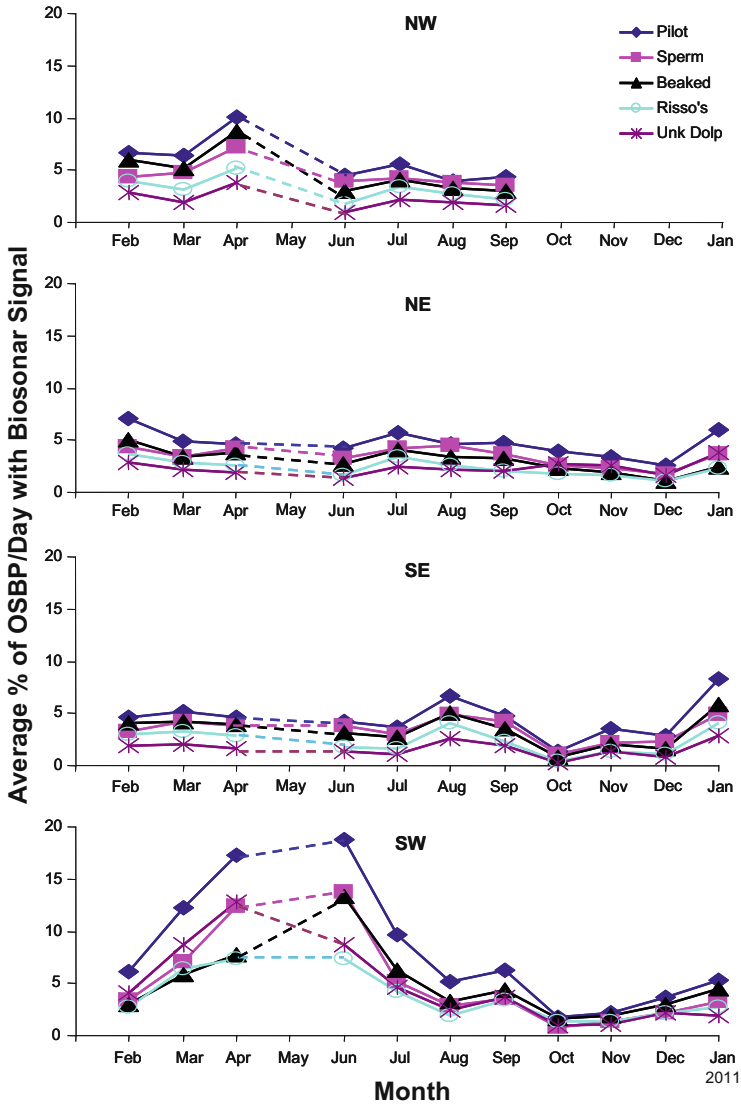 Average % of OSBP/Day with Biosonar Signal
NW
20
15
10
5
0
Pilot
Sperm
Beaked
Risso's
Unk Dolp
Feb Mar Apr May Jun Jul Aug Sep Oct Nov Dec Jan
NE
20
15
10
5
0
Feb Mar Apr May Jun Jul Aug Sep Oct Nov Dec Jan
SE
20
15
10
5
0
Feb Mar Apr May Jun Jul Aug Sep Oct Nov Dec Jan
SW
20
15
10
5
0
Feb Mar Apr May Jun Jul Aug Sep Oct Nov Dec Jan
2011
Month